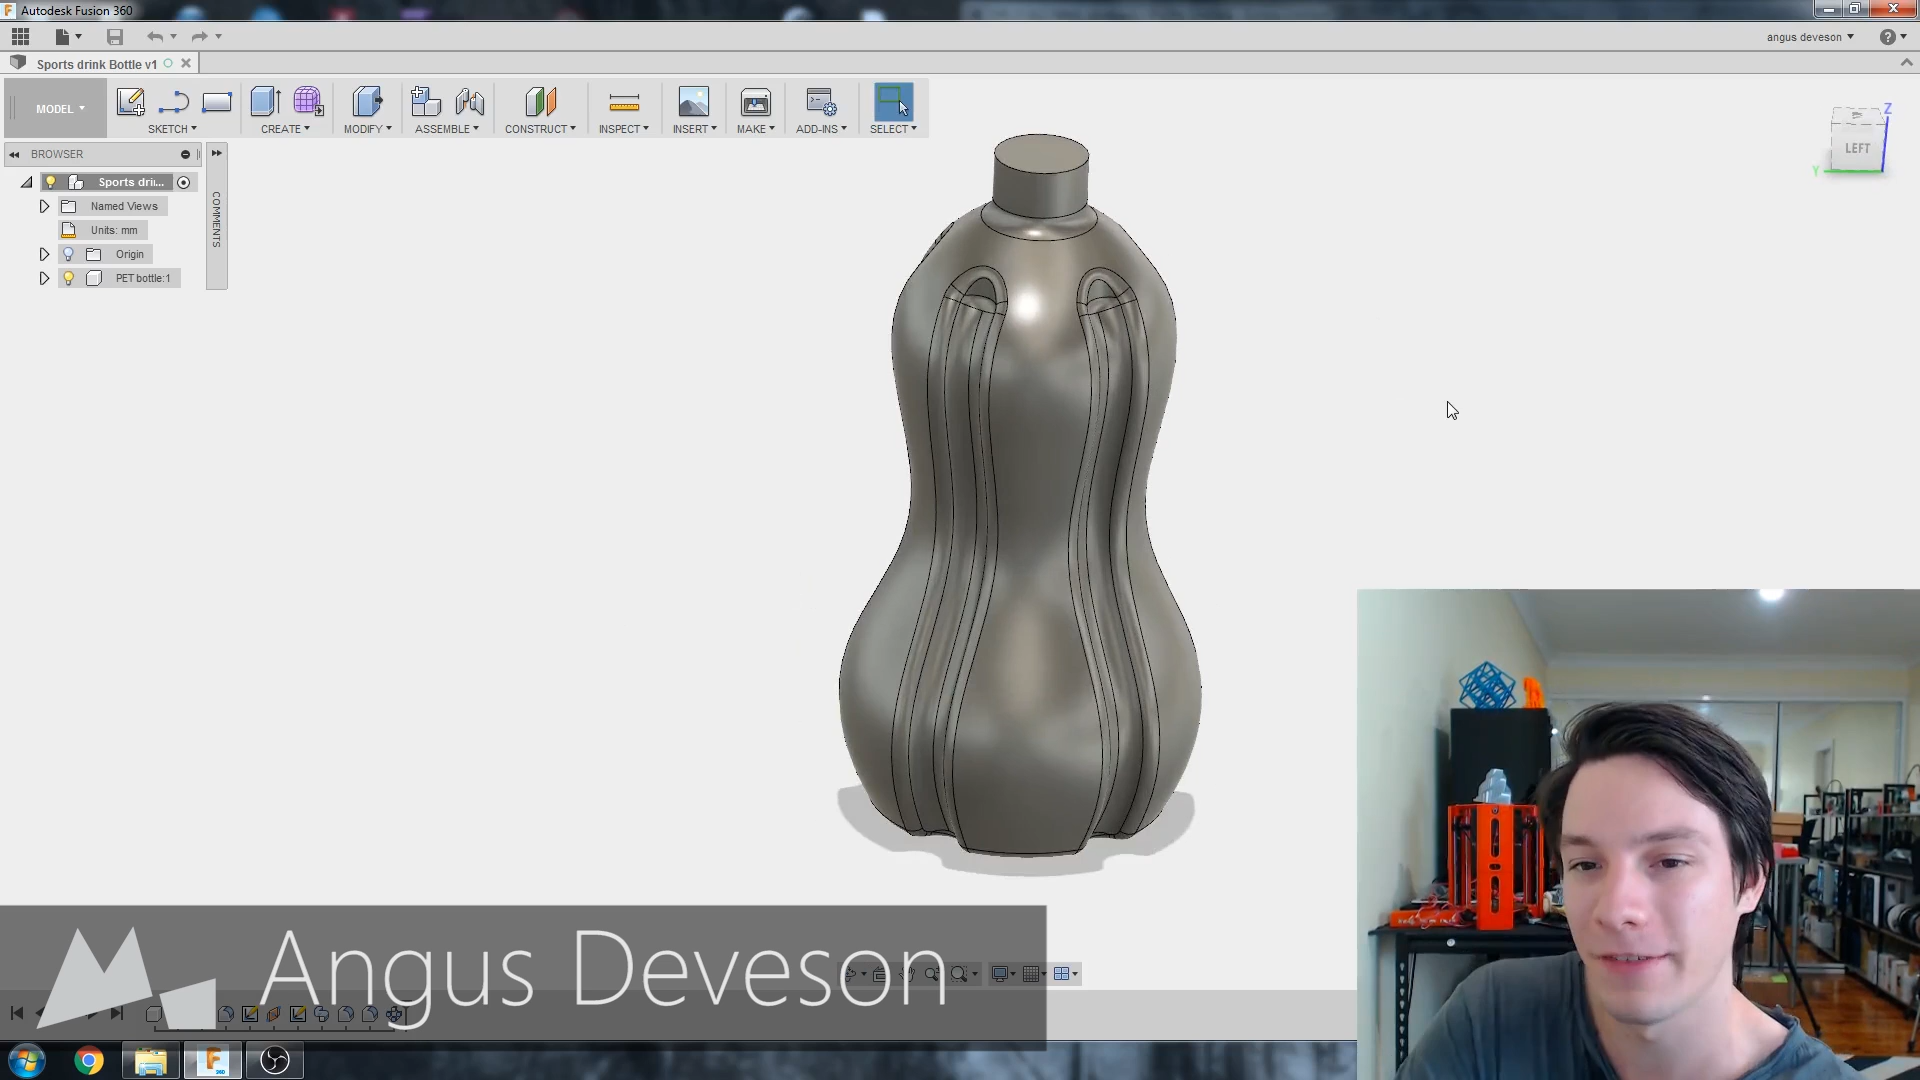 Autodesk Fusion 360
angus deveson
Sports drink Bottle v1
MODEL
SKETCH
CREATE
MODIFY
ASSEMBLE
CONSTRUCT
INSPECT
INSERT
MAKE
ADD-INS
SELECT
Z
LEFT
Y
BROWSER
COMMENTS
Sports dri...
Named Views
Units: mm
Origin
PET bottle:1
Angus Deveson
F
360